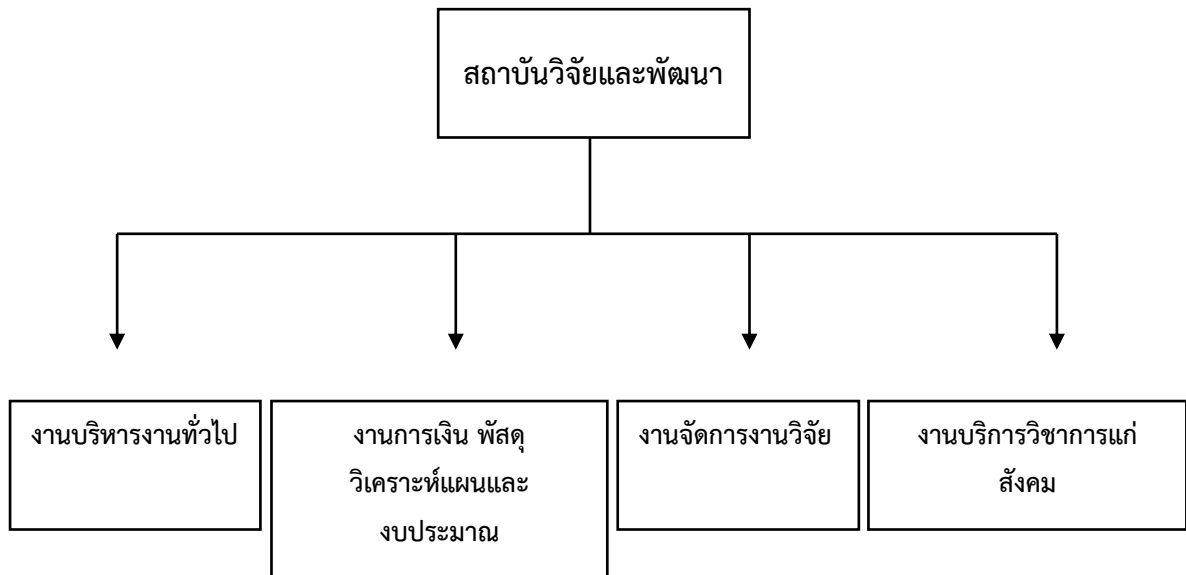 สถาบันวิจัยและพัฒนา
งานบริหารงานทั่วไป
งานการเงิน พัสดุ
วิเคราะห์แผนและ
งบประมาณ
งานจัดการงานวิจัย
งานบริการวิชาการแก่
สังคม